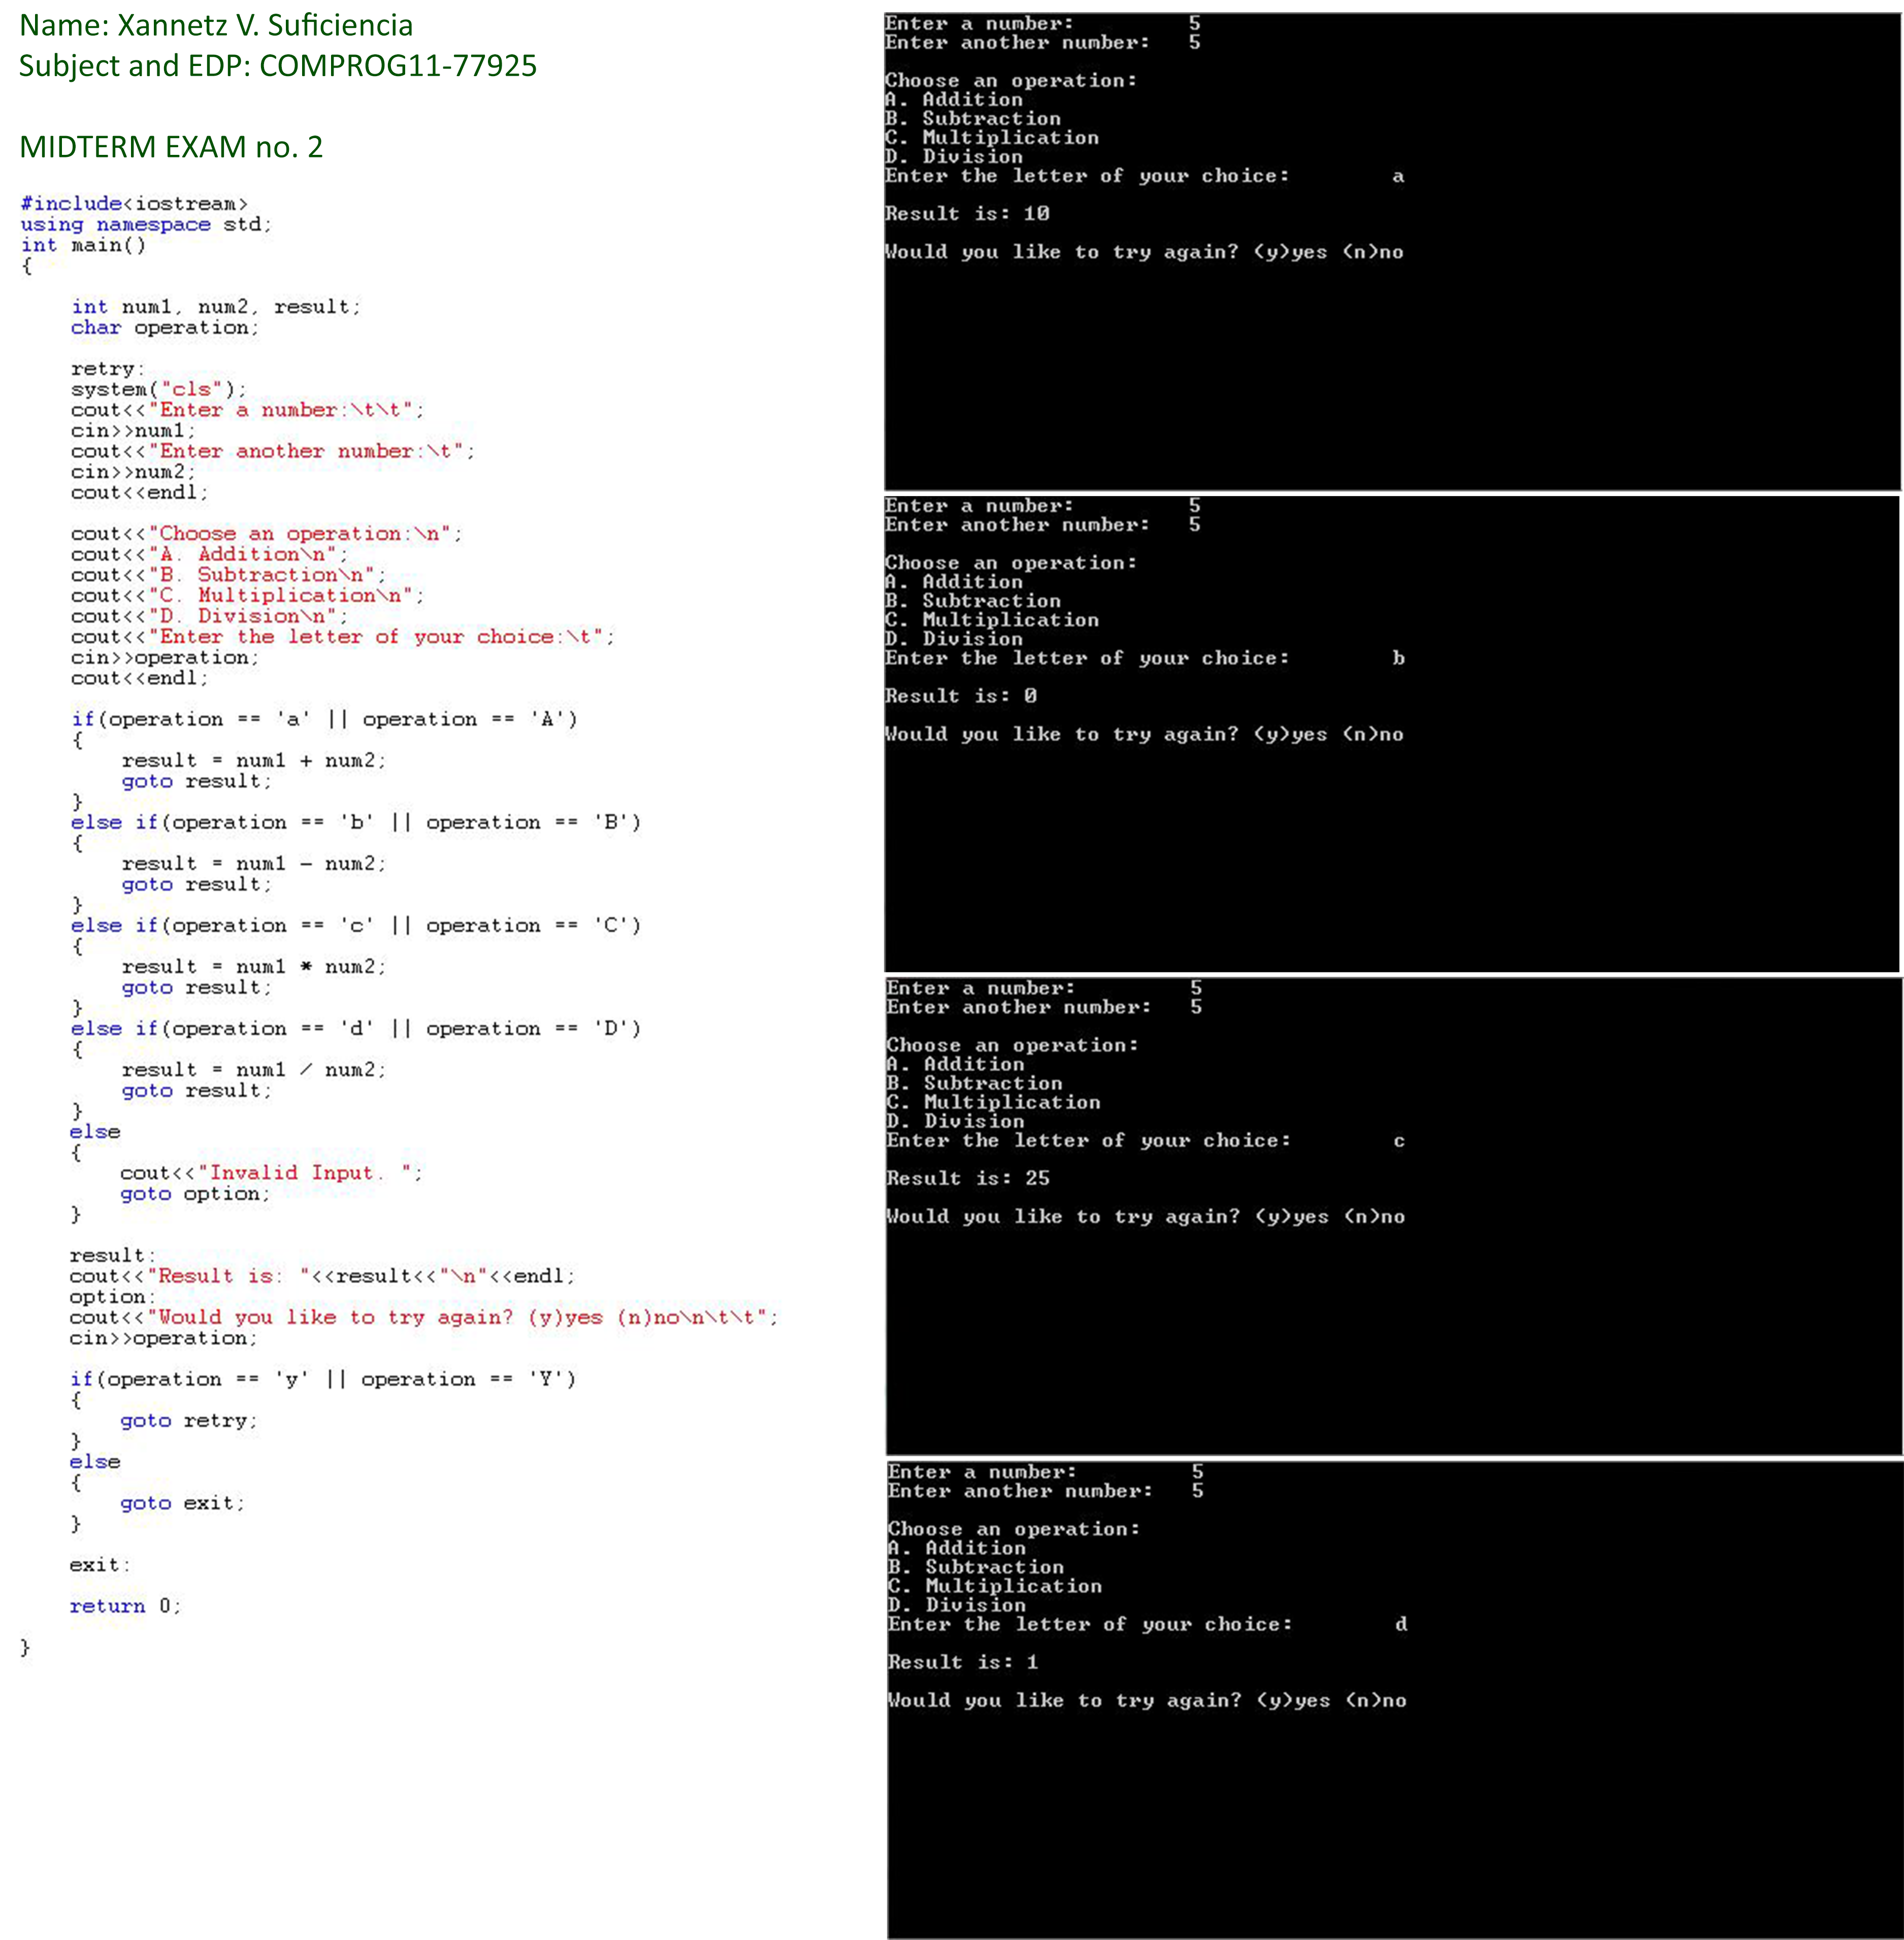 Name: Xannetz V. Suficiencia
Subject and EDP: COMPROG11-77925
MIDTERM EXAM no. 2
#include<iostream>
using namespace std;
int main()
{
int num1, num2, result;
char operation;
retry:
system("cls");
cout<<"Enter a number:\t\t";
cin>>num1;
cout<<"Enter another number:\t";
cin>>num2;
cout<<endl;
cout<<"Choose an operation:\n";
cout<<"A. Addition\n";
cout<<"B. Subtraction\n";
cout<<"C. Multiplication\n";
cout<<"D. Division\n";
cout<<"Enter the letter of your choice:\t";
cin>>operation;
cout<<endl;
if(operation == 'a' || operation == 'A')
{
result = num1 + num2;
goto result;
}
else if(operation == 'b' || operation == 'B')
{
result = num1 - num2;
goto result;
}
else if(operation == 'c' || operation == 'C')
{
result = num1 * num2;
goto result;
}
else if(operation == 'd' || operation == 'D')
{
result = num1 / num2;
goto result;
}
else
{
cout<<"Invalid Input. ";
goto option;
}
result:
cout<<"Result is: "<<result<<"\n"<<endl;
option:
cout<<"Would you like to try again? (y)yes (n)no\n\t\t";
cin>>operation;
if(operation == 'y' || operation == 'Y')
{
goto retry;
}
else
{
goto exit;
}
exit:
return 0;
}
Enter a number: 5
Enter another number: 5
Choose an operation:
A. Addition
B. Subtraction
C. Multiplication
D. Division
Enter the letter of your choice: a
Result is: 10
Would you like to try again? (y)yes (n)no
Enter a number: 5
Enter another number: 5
Choose an operation:
A. Addition
B. Subtraction
C. Multiplication
D. Division
Enter the letter of your choice: b
Result is: 0
Would you like to try again? (y)yes (n)no
Enter a number: 5
Enter another number: 5
Choose an operation:
A. Addition
B. Subtraction
C. Multiplication
D. Division
Enter the letter of your choice: c
Result is: 25
Would you like to try again? (y)yes (n)no
Enter a number: 5
Enter another number: 5
Choose an operation:
A. Addition
B. Subtraction
C. Multiplication
D. Division
Enter the letter of your choice: d
Result is: 1
Would you like to try again? (y)yes (n)no